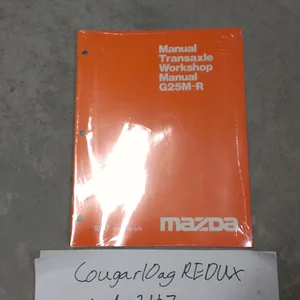 Manual
Transaxle
Workshop
Manual
G25M-R
mazda
Cougar10ag REDUX